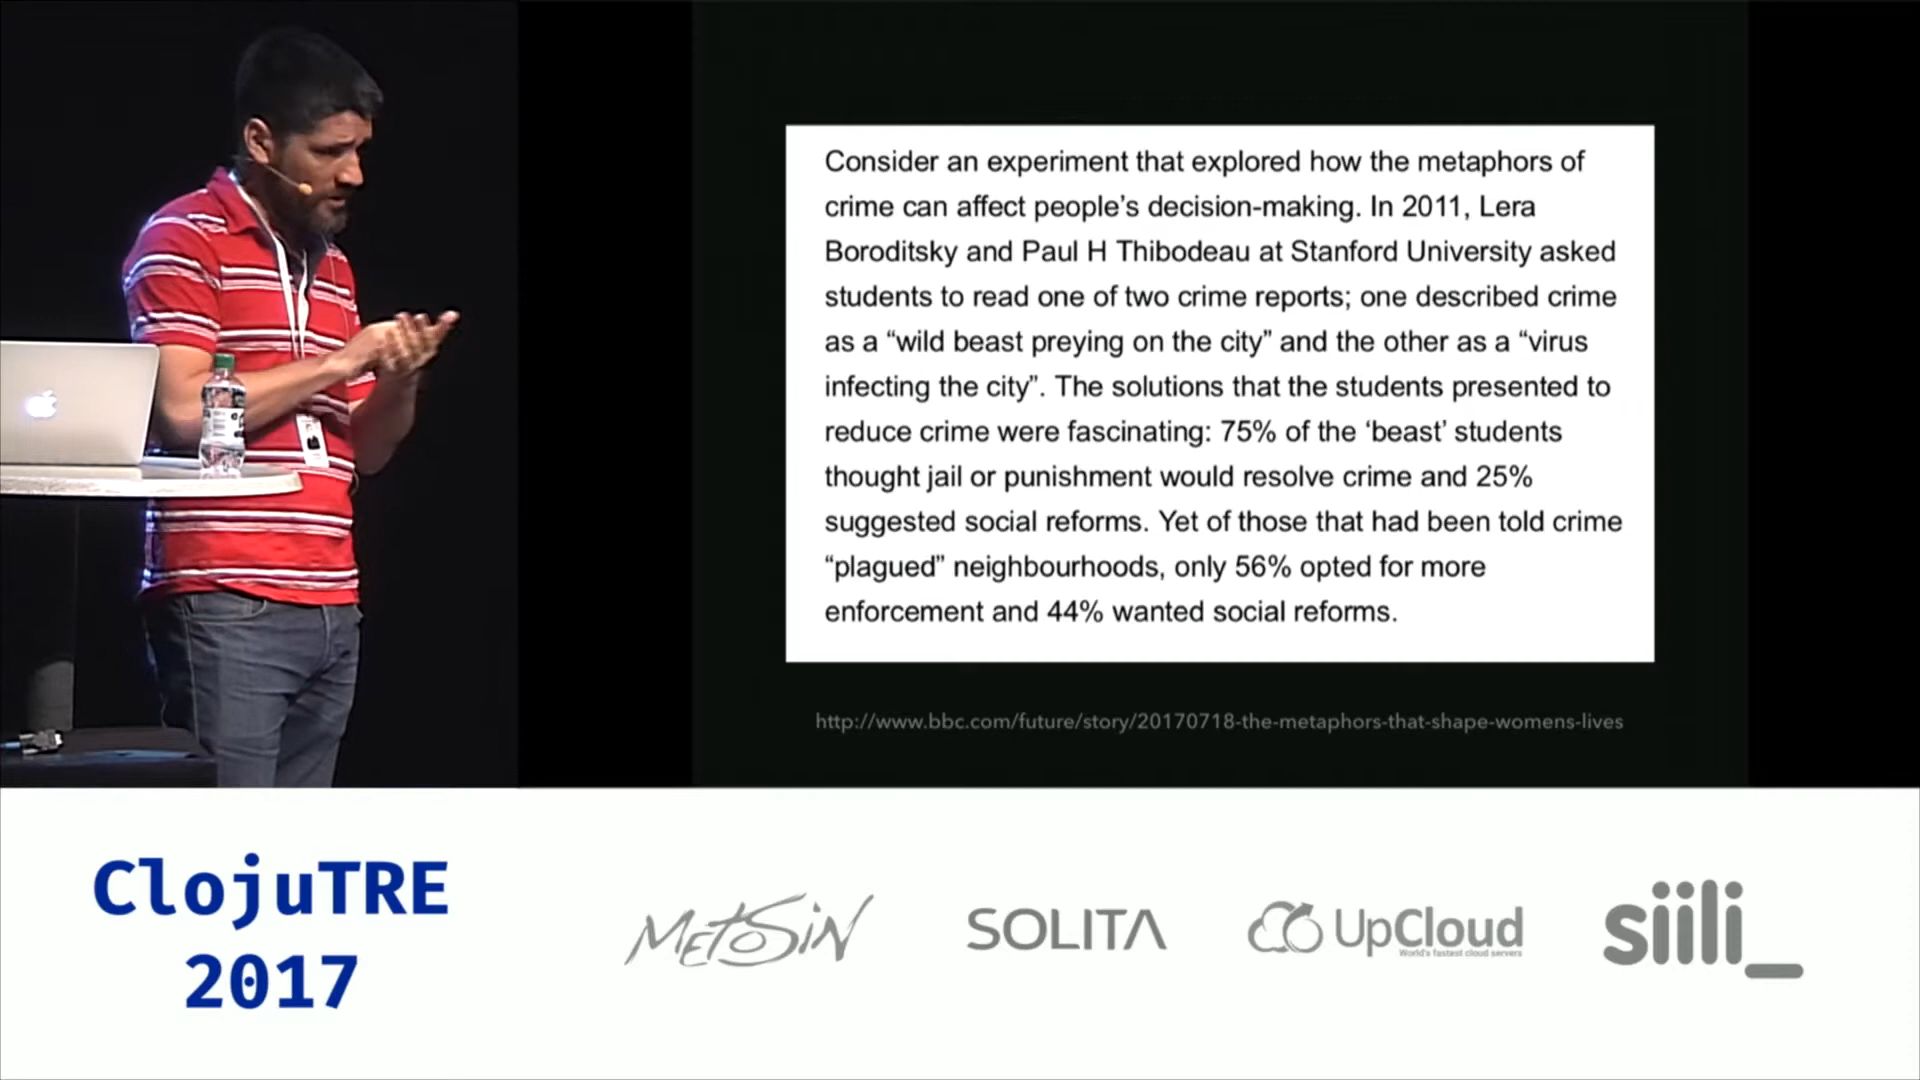 Consider an experiment that explored how the metaphors of
crime can affect people’s decision-making. In 2011, Lera
Boroditsky and Paul H Thibodeau at Stanford University asked
students to read one of two crime reports; one described crime
as a “wild beast preying on the city” and the other as a “virus
infecting the city”. The solutions that the students presented to
reduce crime were fascinating: 75% of the ‘beast’ students
thought jail or punishment would resolve crime and 25%
suggested social reforms. Yet of those that had been told crime
“plagued” neighbourhoods, only 56% opted for more
enforcement and 44% wanted social reforms.
http://www.bbc.com/future/story/20170718-the-metaphors-that-shape-womens-lives
ClojuTRE
2017
METOSIN
SOLITA
UpCloud
World's fastest cloud servers
siili_